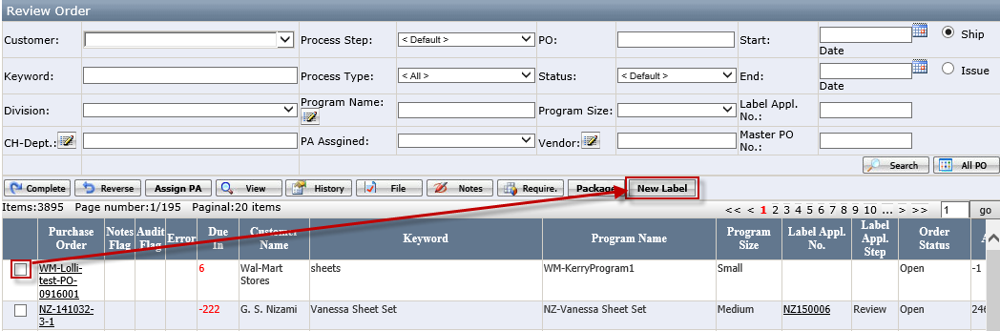 Review Order
Customer: Process Step: < Default > PO: Start: Ship
Date
Keyword: Process Type: < All > Status: < Default > End: Issue
Date
Division: Program Name: Program Size: Label Appl. No.:
CH-Dept.: PA Assgined: Vendor: Master PO No.:
Search All PO
Complete Reverse Assign PA View History File Notes Require. Package New Label
Items:3895 Page number:1/195 Paginal:20 items << < 1 2 3 4 5 6 7 8 9 10 ... > >> 1 go
Purchase Order Notes Flag Audit Flag Error Due In Customer Name Keyword Program Name Program Size Label Appl. No. Label Appl. Step Order Status A
WM-Lolli-test-PO-0916001 6 Wal-Mart Stores sheets WM-KerryProgram1 Small Open -1
NZ-141032-3-1 -222 G. S. Nizami Vanessa Sheet Set NZ-Vanessa Sheet Set Medium NZ150006 Review Open 246